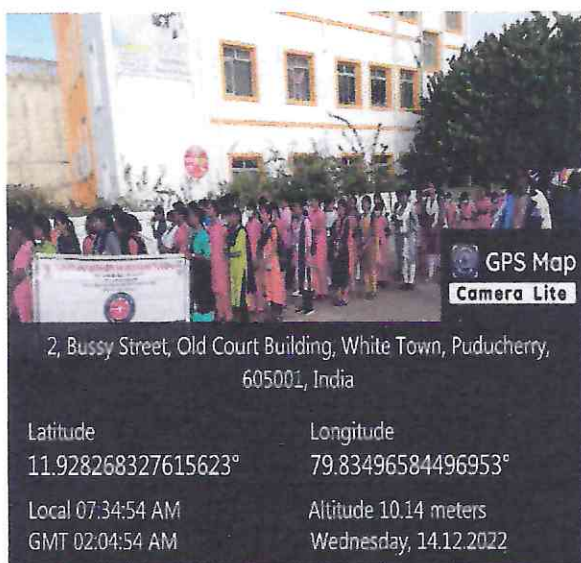 GPS Map
Camera Lite
2, Bussy Street, Old Court Building, White Town, Puducherry,
605001, India
Latitude
Longitude
11.928268327615623°
79.83496584496953°
Local 07:34:54 AM
Altitude 10.14 meters
GMT 02:04:54 AM
Wednesday, 14.12.2022